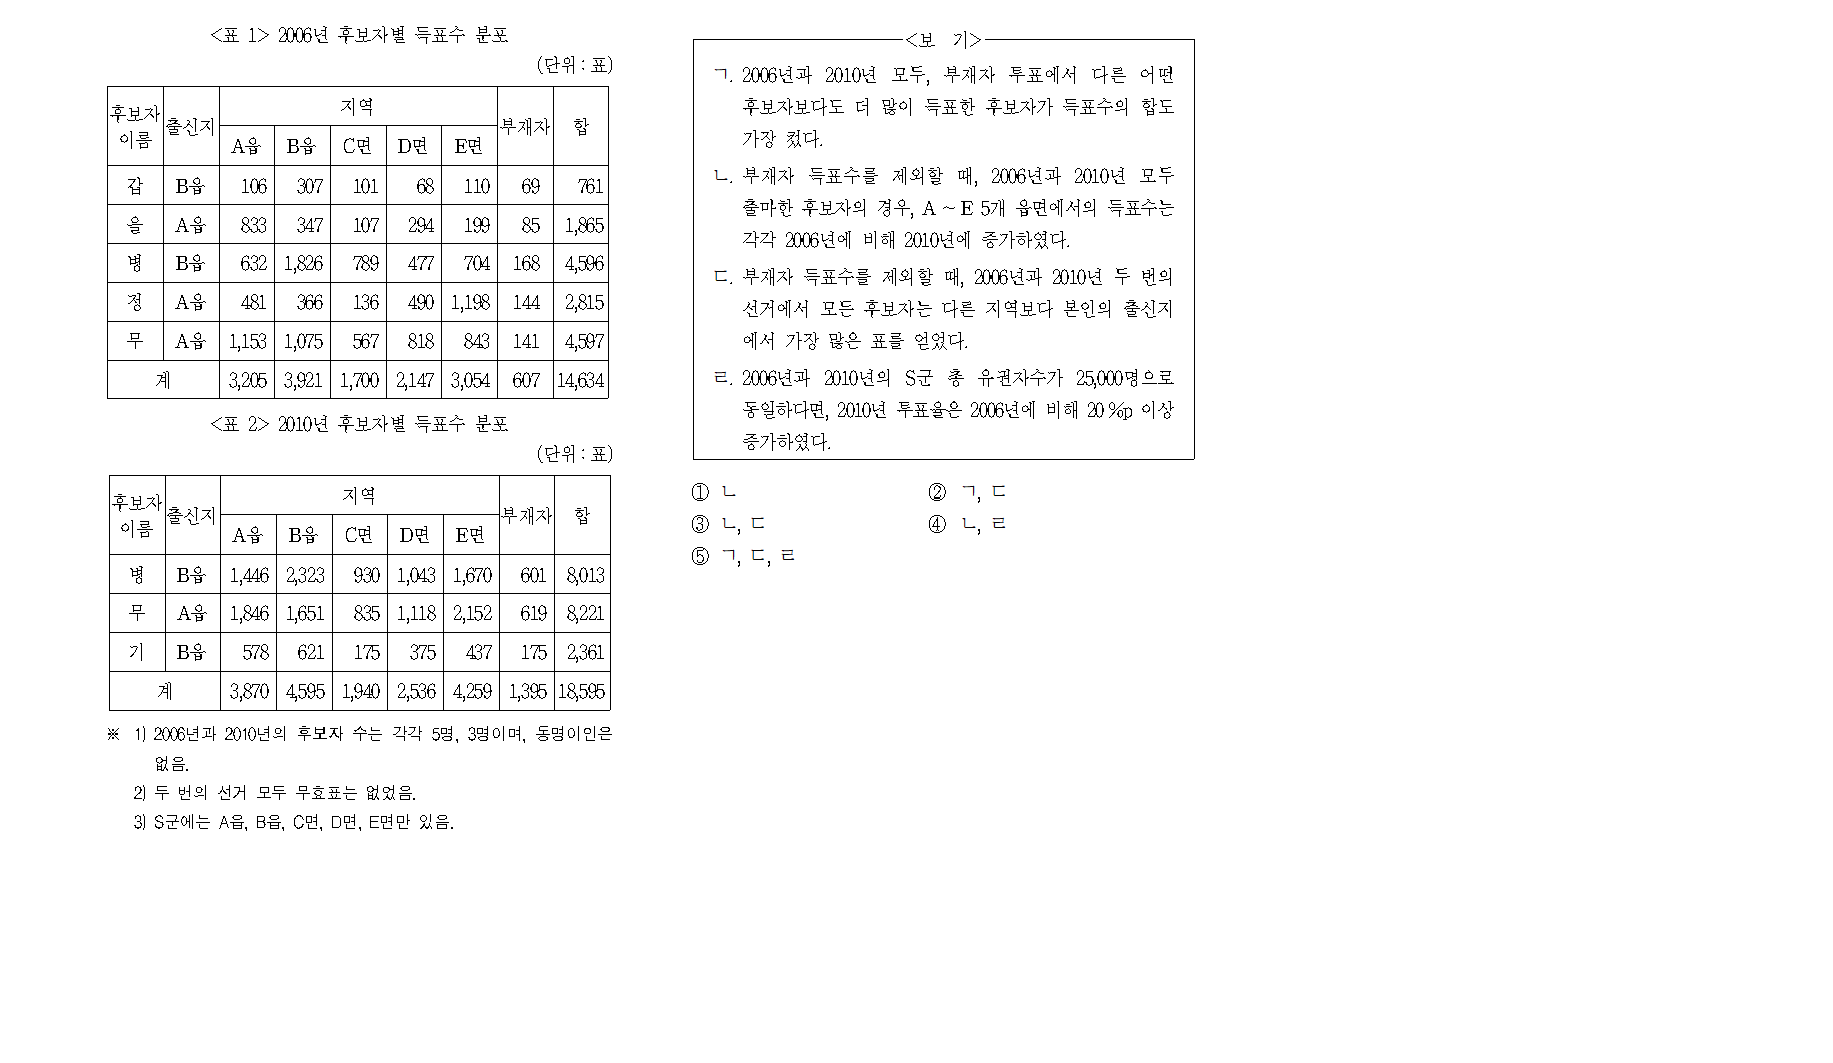 <표 1> 2006년 후보자별 득표수 분포
(단위 : 표)
후보자 이름 출신지 지역 부재자 합
A읍 B읍 C면 D면 E면
갑 B읍 106 307 101 68 110 69 761
을 A읍 833 347 107 294 199 85 1,865
병 B읍 632 1,826 789 477 704 168 4,596
정 A읍 481 366 136 490 1,198 144 2,815
무 A읍 1,153 1,075 567 818 843 141 4,597
계 3,205 3,921 1,700 2,147 3,054 607 14,634
<표 2> 2010년 후보자별 득표수 분포
(단위 : 표)
후보자 이름 출신지 지역 부재자 합
A읍 B읍 C면 D면 E면
병 B읍 1,446 2,323 930 1,043 1,670 601 8,013
무 A읍 1,846 1,651 835 1,118 2,152 619 8,221
기 B읍 578 621 175 375 437 175 2,361
계 3,870 4,595 1,940 2,536 4,259 1,395 18,595
※ 1) 2006년과 2010년의 후보자 수는 각각 5명, 3명이며, 동명이인은
없음.
2) 두 번의 선거 모두 무효표는 없었음.
3) S군에는 A읍, B읍, C면, D면, E면만 있음.
<보 기>
ㄱ. 2006년과 2010년 모두, 부재자 투표에서 다른 어떤
후보자보다도 더 많이 득표한 후보자가 득표수의 합도
가장 컸다.
ㄴ. 부재자 득표수를 제외할 때, 2006년과 2010년 모두
출마한 후보자의 경우, A ~ E 5개 읍면에서의 득표수는
각각 2006년에 비해 2010년에 증가하였다.
ㄷ. 부재자 득표수를 제외할 때, 2006년과 2010년 두 번의
선거에서 모든 후보자는 다른 지역보다 본인의 출신지
에서 가장 많은 표를 얻었다.
ㄹ. 2006년과 2010년의 S군 총 유권자수가 25,000명으로
동일하다면, 2010년 투표율은 2006년에 비해 20 %p 이상
증가하였다.
① ㄴ ② ㄱ, ㄷ
③ ㄴ, ㄷ ④ ㄴ, ㄹ
⑤ ㄱ, ㄷ, ㄹ